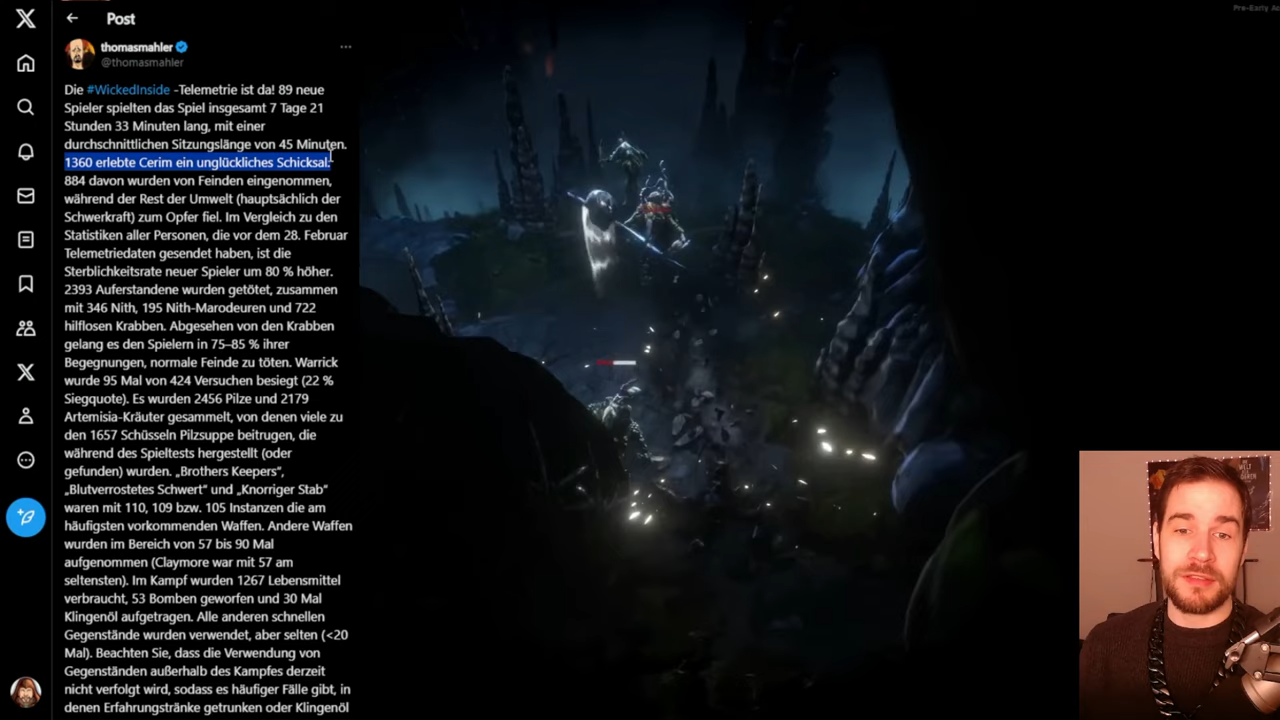 Post
Pre-Early Ac
thomasmahler
@thomasmahler
Die #WickedInside -Telemetrie ist da! 89 neue
Spieler spielten das Spiel insgesamt 7 Tage 21
Stunden 33 Minuten lang, mit einer
durchschnittlichen Sitzungslänge von 45 Minuten.
1360 erlebte Cerim ein unglückliches Schicksal.
884 davon wurden von Feinden eingenommen,
während der Rest der Umwelt (hauptsächlich der
Schwerkraft) zum Opfer fiel. Im Vergleich zu den
Statistiken aller Personen, die vor dem 28. Februar
Telemetriedaten gesendet haben, ist die
Sterblichkeitsrate neuer Spieler um 80 % höher.
2393 Auferstandene wurden getötet, zusammen
mit 346 Nith, 195 Nith-Marodeuren und 722
hilflosen Krabben. Abgesehen von den Krabben
gelang es den Spielern in 75–85 % ihrer
Begegnungen, normale Feinde zu töten. Warrick
wurde 95 Mal von 424 Versuchen besiegt (22 %
Siegquote). Es wurden 2456 Pilze und 2179
Artemisia-Kräuter gesammelt, von denen viele zu
den 1657 Schüsseln Pilzsuppe beitrugen, die
während des Spieltests hergestellt (oder
gefunden) wurden. „Brothers Keepers“,
„Blutverrostetes Schwert“ und „Knorriger Stab“
waren mit 110, 109 bzw. 105 Instanzen die am
häufigsten vorkommenden Waffen. Andere Waffen
wurden im Bereich von 57 bis 90 Mal
aufgenommen (Claymore war mit 57 am
seltensten). Im Kampf wurden 1267 Lebensmittel
verbraucht, 53 Bomben geworfen und 30 Mal
Klingenöl aufgetragen. Alle anderen schnellen
Gegenstände wurden verwendet, aber selten (<20
Mal). Beachten Sie, dass die Verwendung von
Gegenständen außerhalb des Kampfes derzeit
nicht verfolgt wird, sodass es häufiger Fälle gibt, in
denen Erfahrungstränke getrunken oder Klingenöl